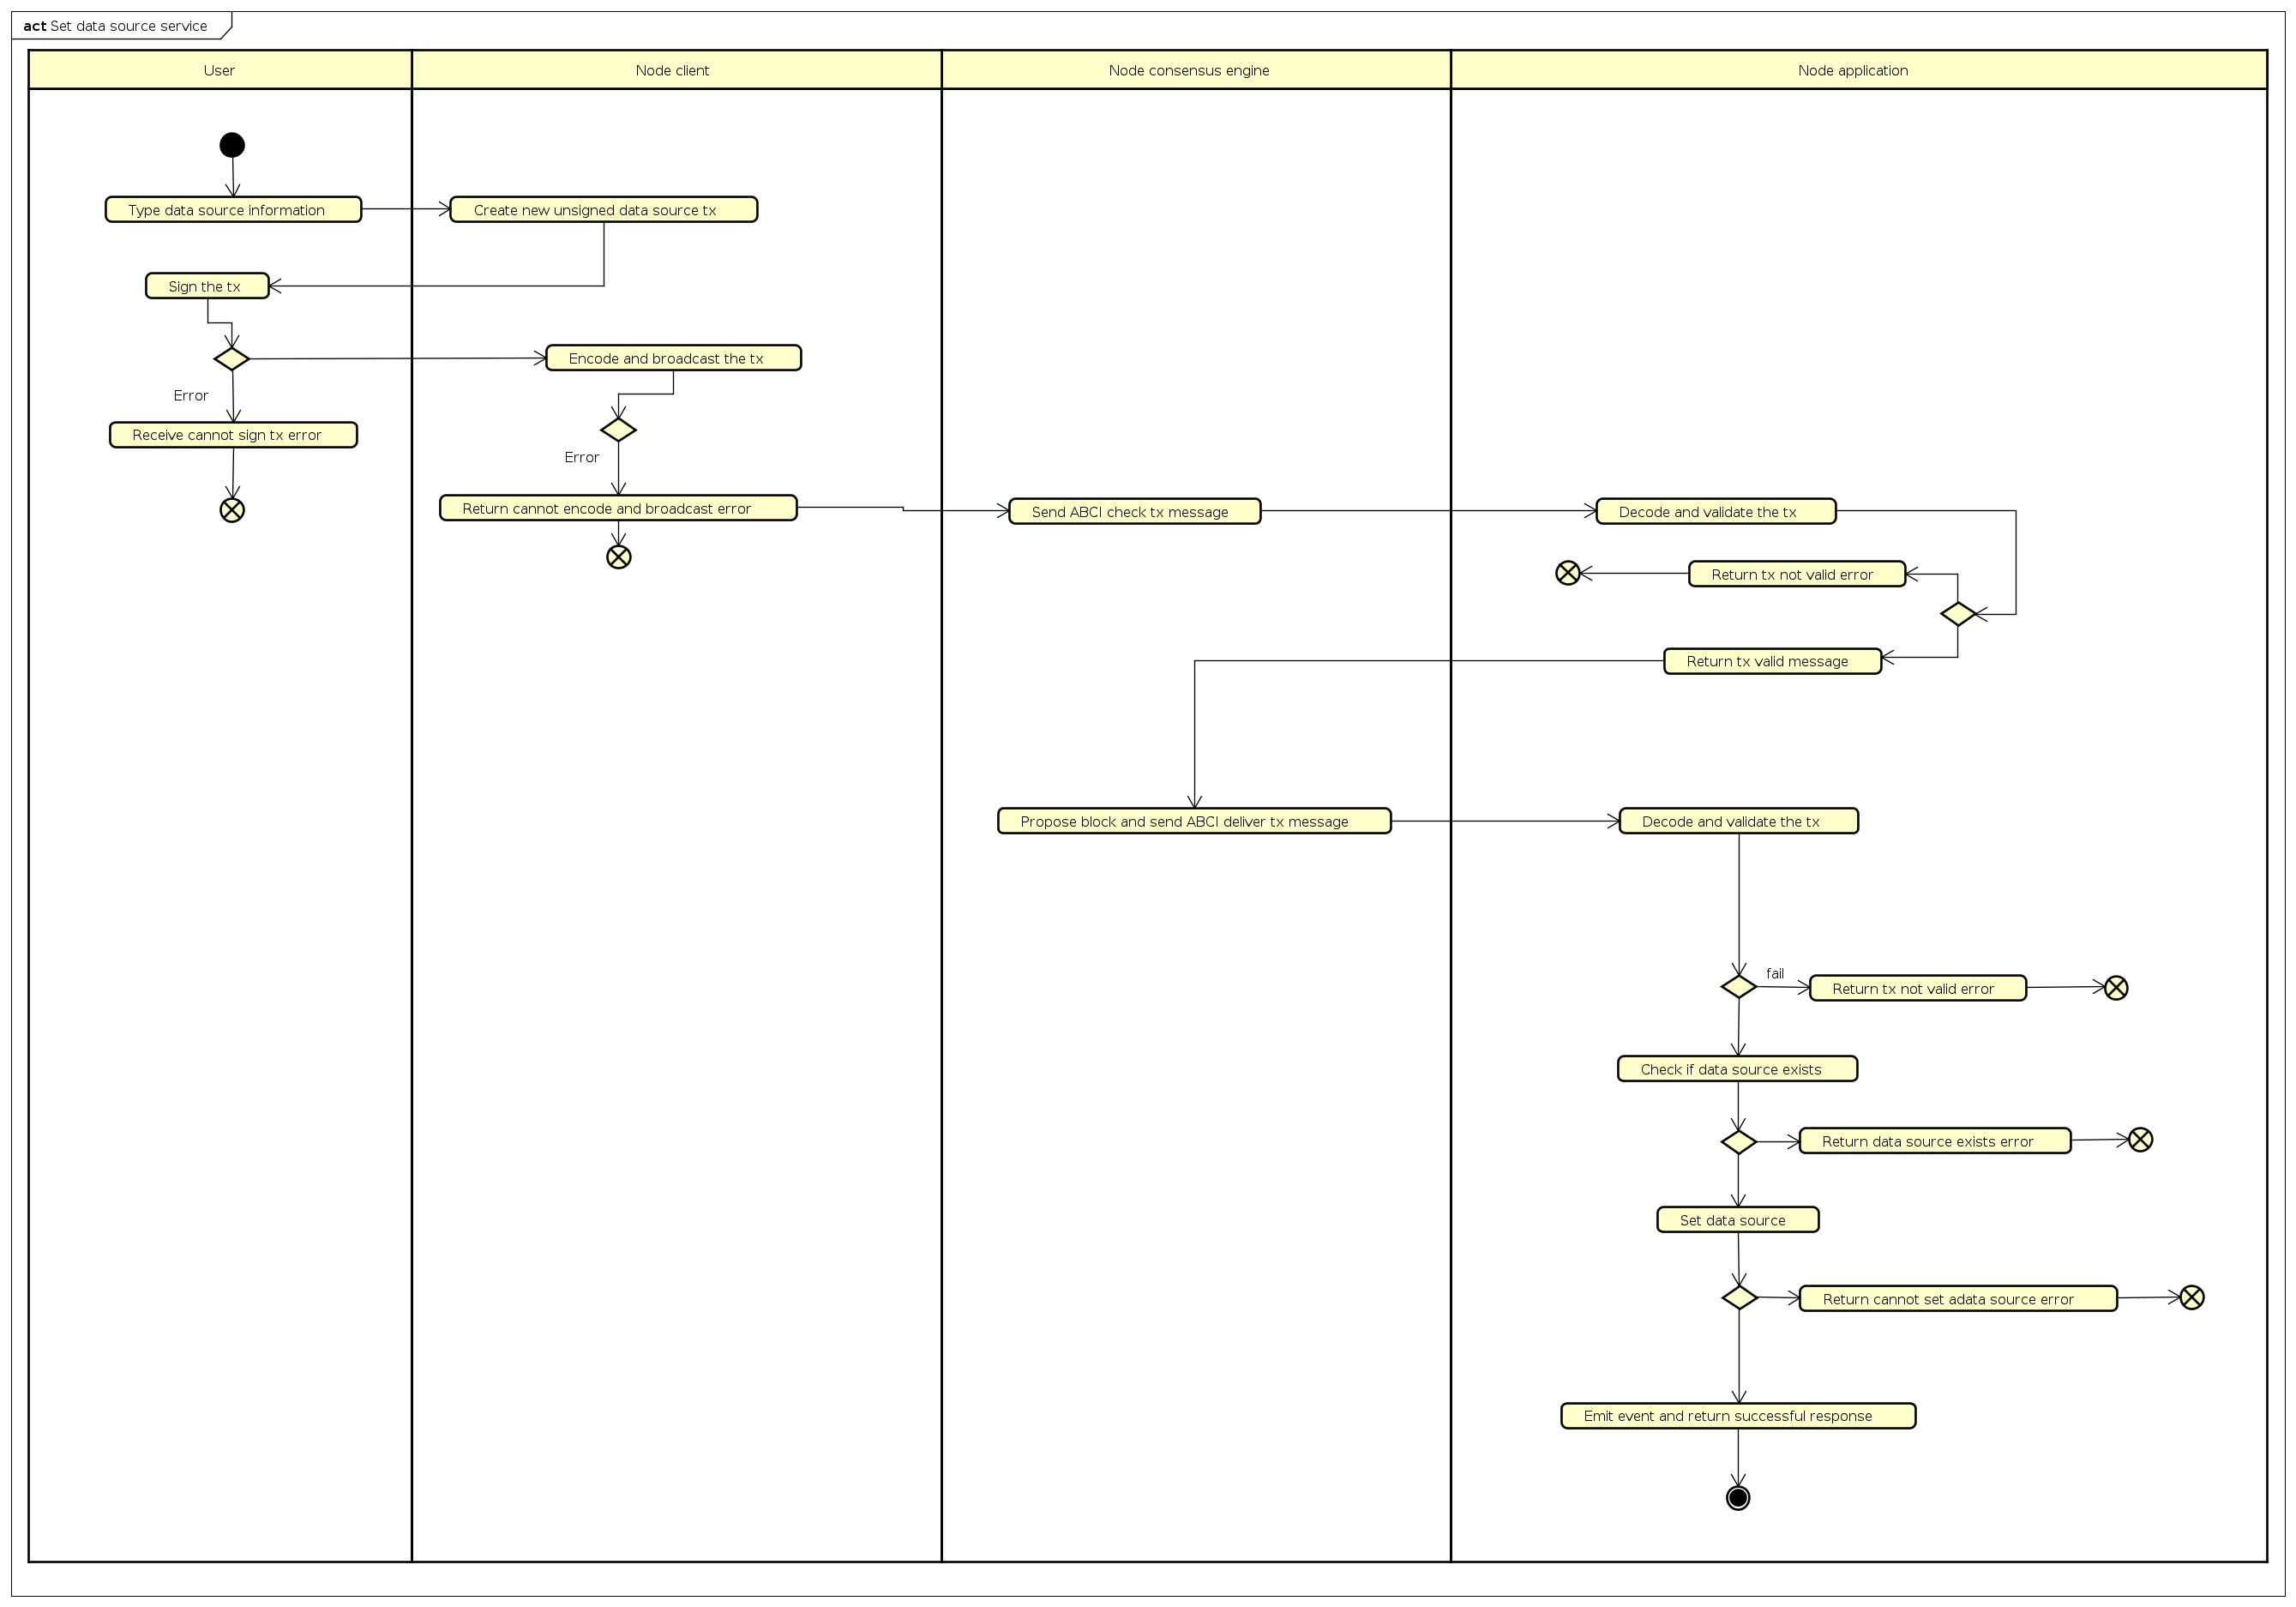 act Set data source service
User
Node client
Node consensus engine
Node application
Type data source information
Create new unsigned data source tx
Sign the tx
Encode and broadcast the tx
Error
Receive cannot sign tx error
Error
Return cannot encode and broadcast error
Send ABCI check tx message
Decode and validate the tx
Return tx not valid error
Return tx valid message
Propose block and send ABCI deliver tx message
Decode and validate the tx
fail
Return tx not valid error
Check if data source exists
Return data source exists error
Set data source
Return cannot set adata source error
Emit event and return successful response